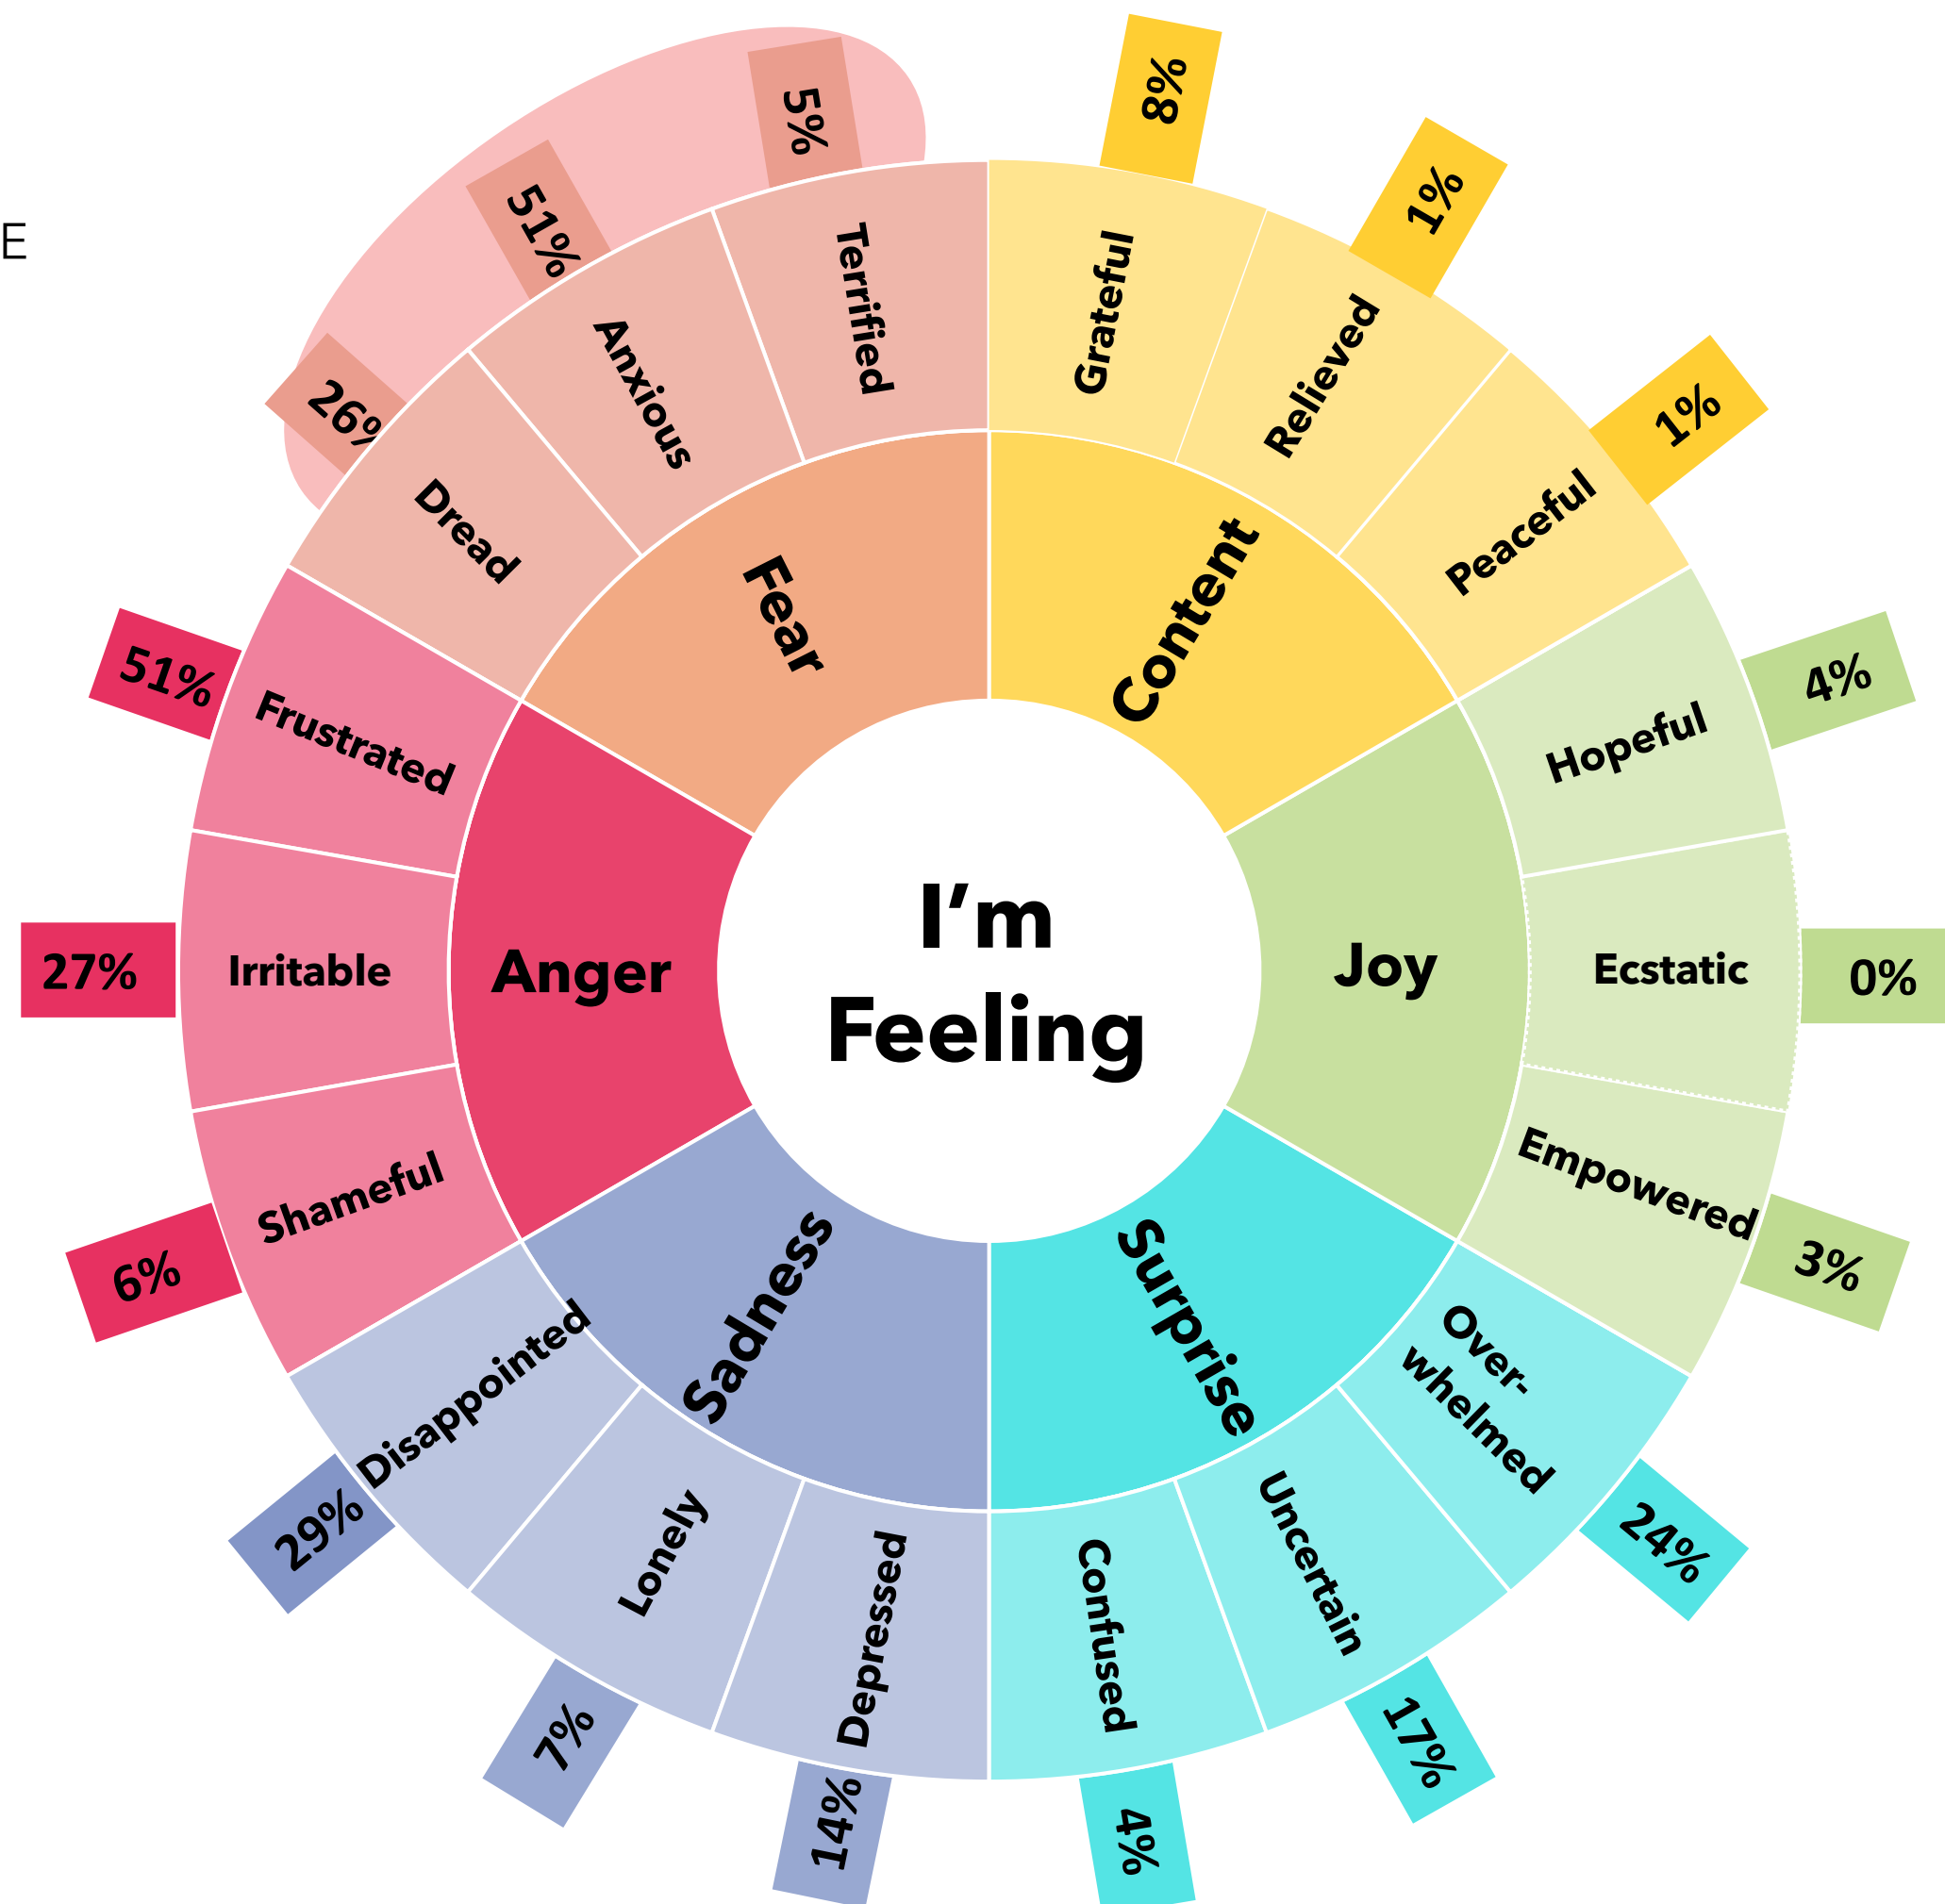 E
I'm
Feeling
Content
Grateful
8%
Relieved
1%
Peaceful
1%
Joy
Hopeful
4%
Ecstatic
0%
Empowered
3%
Surprise
Over-
whelmed
24%
Uncertain
17%
Confused
4%
Sadness
Depressed
14%
Lonely
7%
Disappointed
29%
Anger
Shameful
6%
Irritable
27%
Frustrated
51%
Fear
Dread
26%
Anxious
51%
Terrified
5%